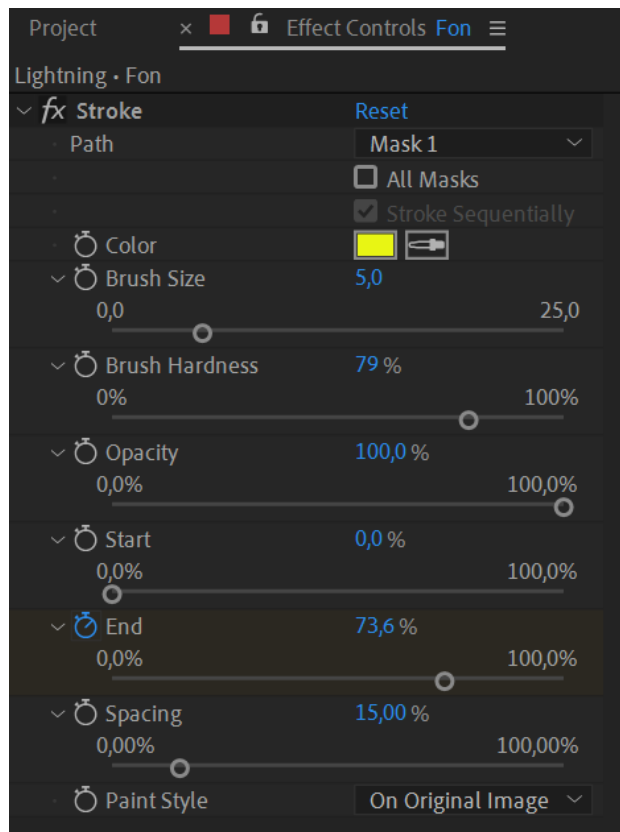 Project × Effect Controls Fon
Lightning • Fon
fx Stroke Reset
Path Mask 1
All Masks
Stroke Sequentially
Color
Brush Size 5,0
0,0 25,0
Brush Hardness 79 %
0% 100%
Opacity 100,0 %
0,0% 100,0%
Start 0,0 %
0,0% 100,0%
End 73,6 %
0,0% 100,0%
Spacing 15,00 %
0,00% 100,00%
Paint Style On Original Image